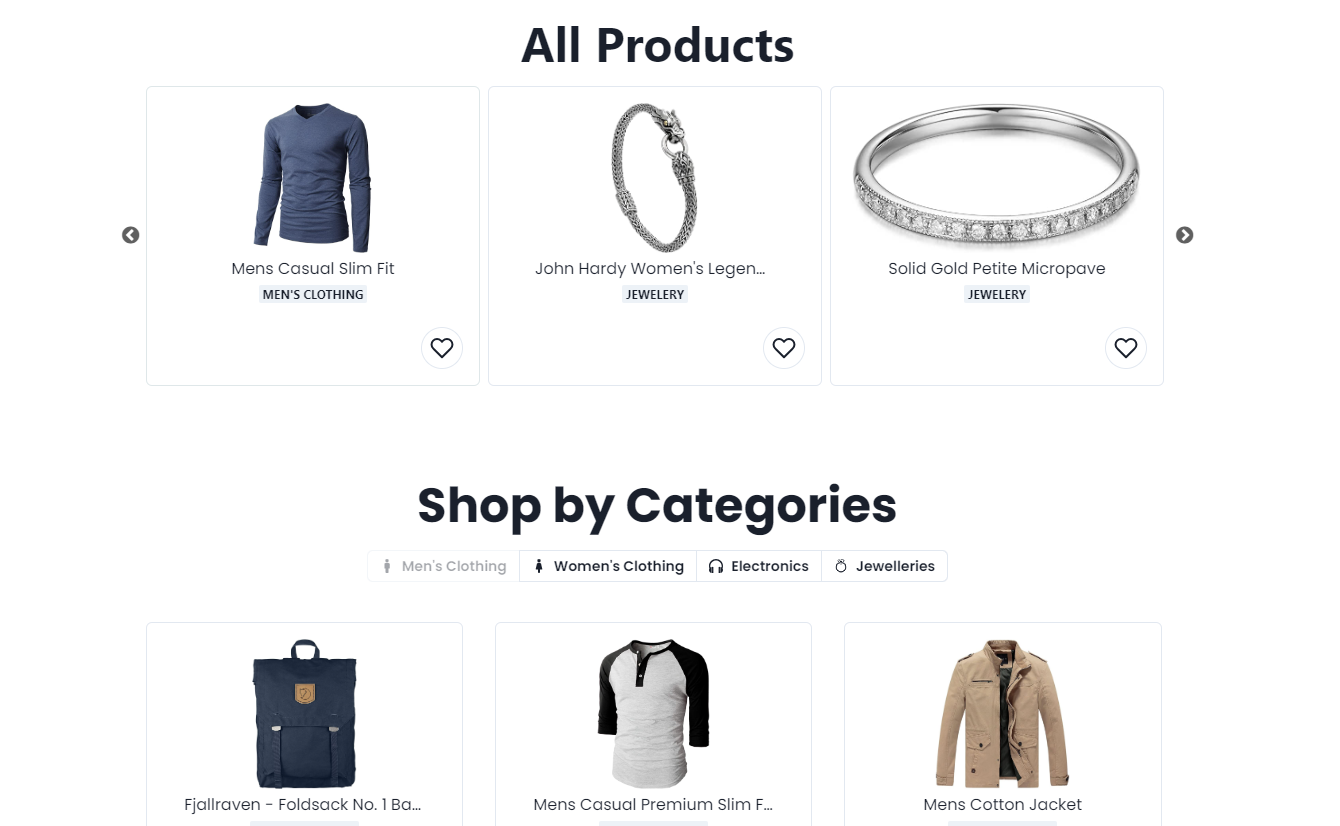 All Products
Mens Casual Slim Fit
MEN'S CLOTHING
John Hardy Women's Legen...
JEWELERY
Solid Gold Petite Micropave
JEWELERY
Shop by Categories
Men's Clothing
Women's Clothing
Electronics
Jewelleries
Fjallraven - Foldsack No. 1 Ba...
Mens Casual Premium Slim F...
Mens Cotton Jacket